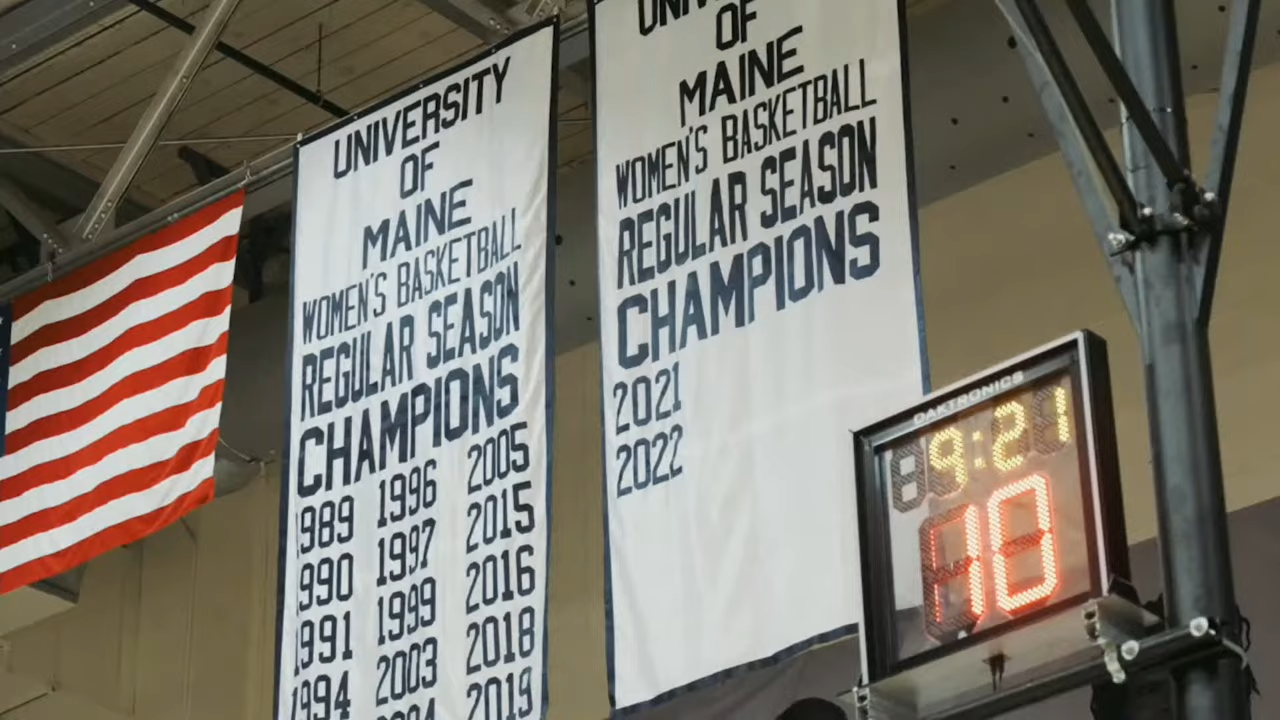 UNIVERSITY
OF
MAINE
WOMEN'S BASKETBALL
REGULAR SEASON
CHAMPIONS
1989 1996 2005
1990 1997 2015
1991 1999 2016
1994 2003 2018
2004 2019
UNIVERSITY
OF
MAINE
WOMEN'S BASKETBALL
REGULAR SEASON
CHAMPIONS
2021
2022
DAKTRONICS
9:21
10